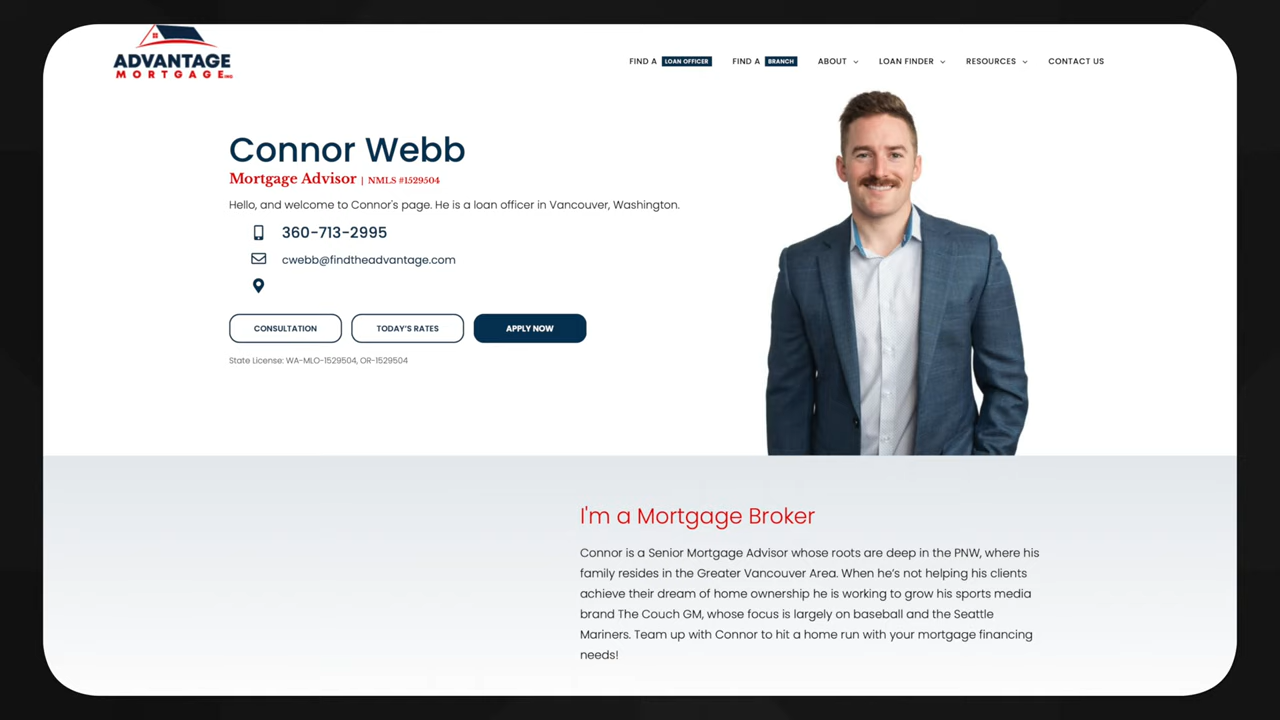 ADVANTAGE
MORTGAGE INC
FIND A LOAN OFFICER FIND A BRANCH ABOUT LOAN FINDER RESOURCES CONTACT US
Connor Webb
Mortgage Advisor | NMLS #1529504
Hello, and welcome to Connor's page. He is a loan officer in Vancouver, Washington.
360-713-2995
cwebb@findtheadvantage.com
CONSULTATION TODAY'S RATES APPLY NOW
State License: WA-MLO-1529504, OR-1529504
I'm a Mortgage Broker
Connor is a Senior Mortgage Advisor whose roots are deep in the PNW, where his
family resides in the Greater Vancouver Area. When he's not helping his clients
achieve their dream of home ownership he is working to grow his sports media
brand The Couch GM, whose focus is largely on baseball and the Seattle
Mariners. Team up with Connor to hit a home run with your mortgage financing
needs!